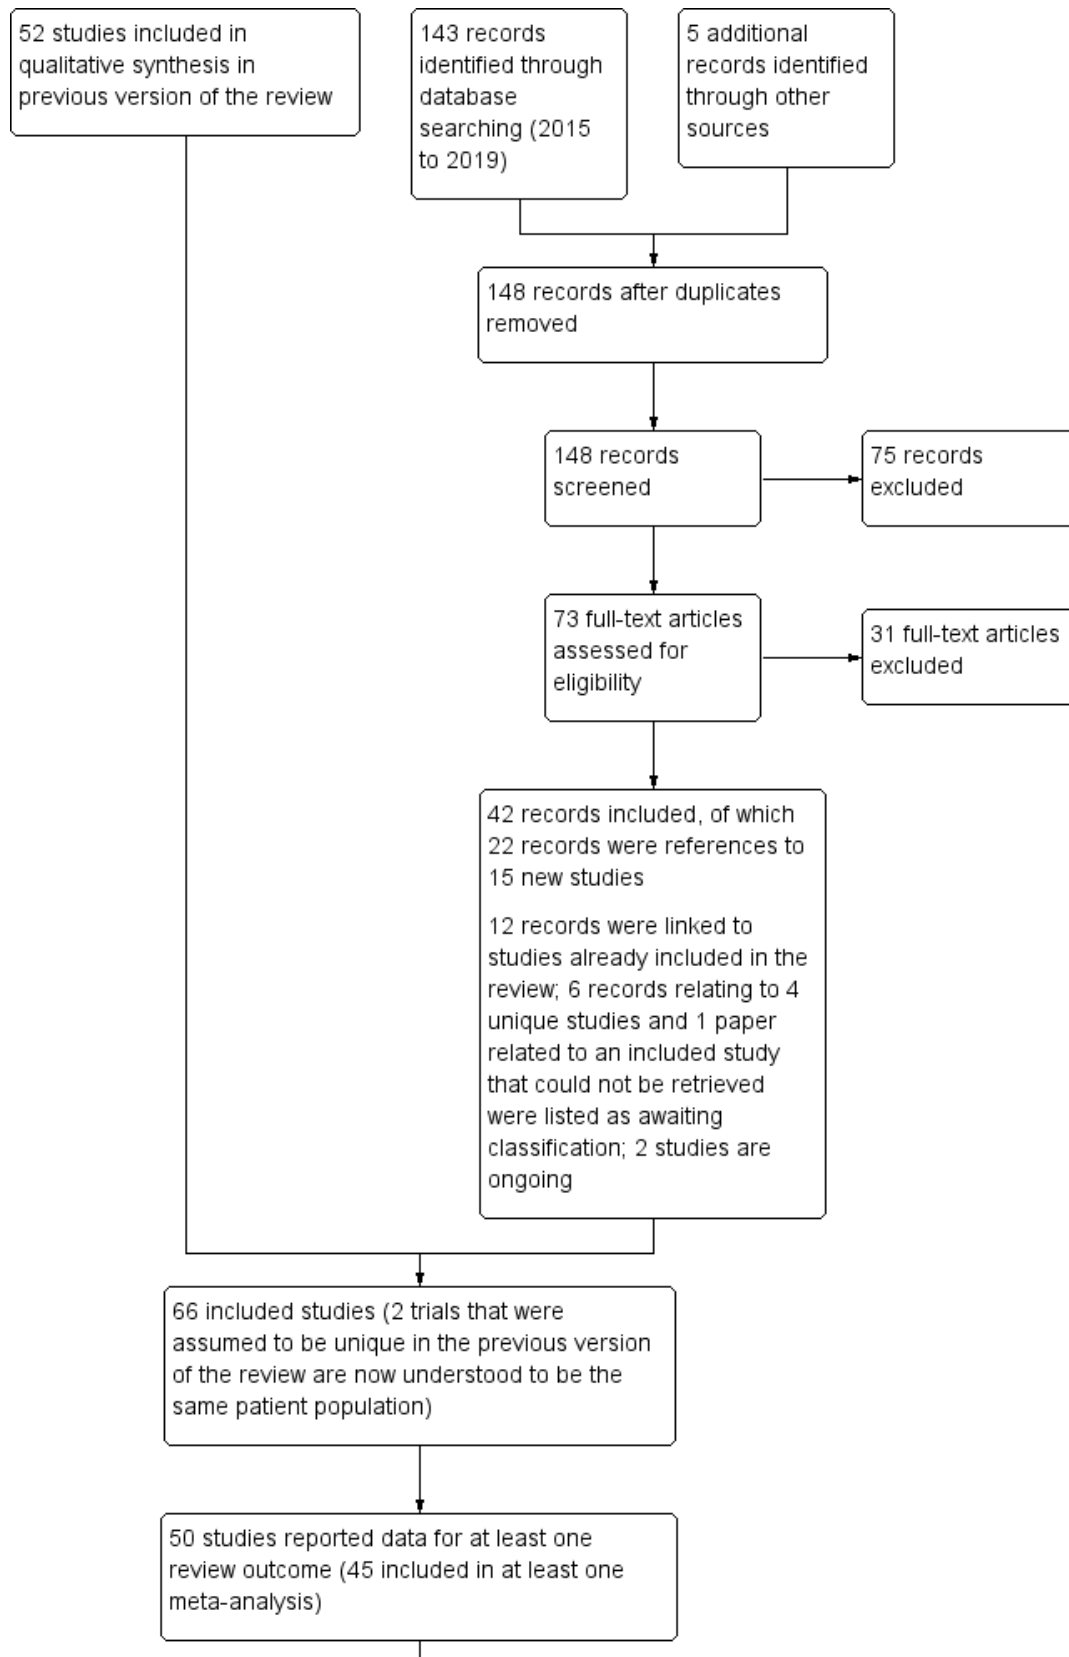 52 studies included in
qualitative synthesis in
previous version of the review
143 records
identified through
database
searching (2015
to 2019)
5 additional
records identified
through other
sources
148 records after duplicates
removed
148 records
screened
75 records
excluded
73 full-text articles
assessed for
eligibility
31 full-text articles
excluded
42 records included, of which
22 records were references to
15 new studies
12 records were linked to
studies already included in the
review; 6 records relating to 4
unique studies and 1 paper
related to an included study
that could not be retrieved
were listed as awaiting
classification; 2 studies are
ongoing
66 included studies (2 trials that were
assumed to be unique in the previous version
of the review are now understood to be the
same patient population)
50 studies reported data for at least one
review outcome (45 included in at least one
meta-analysis)